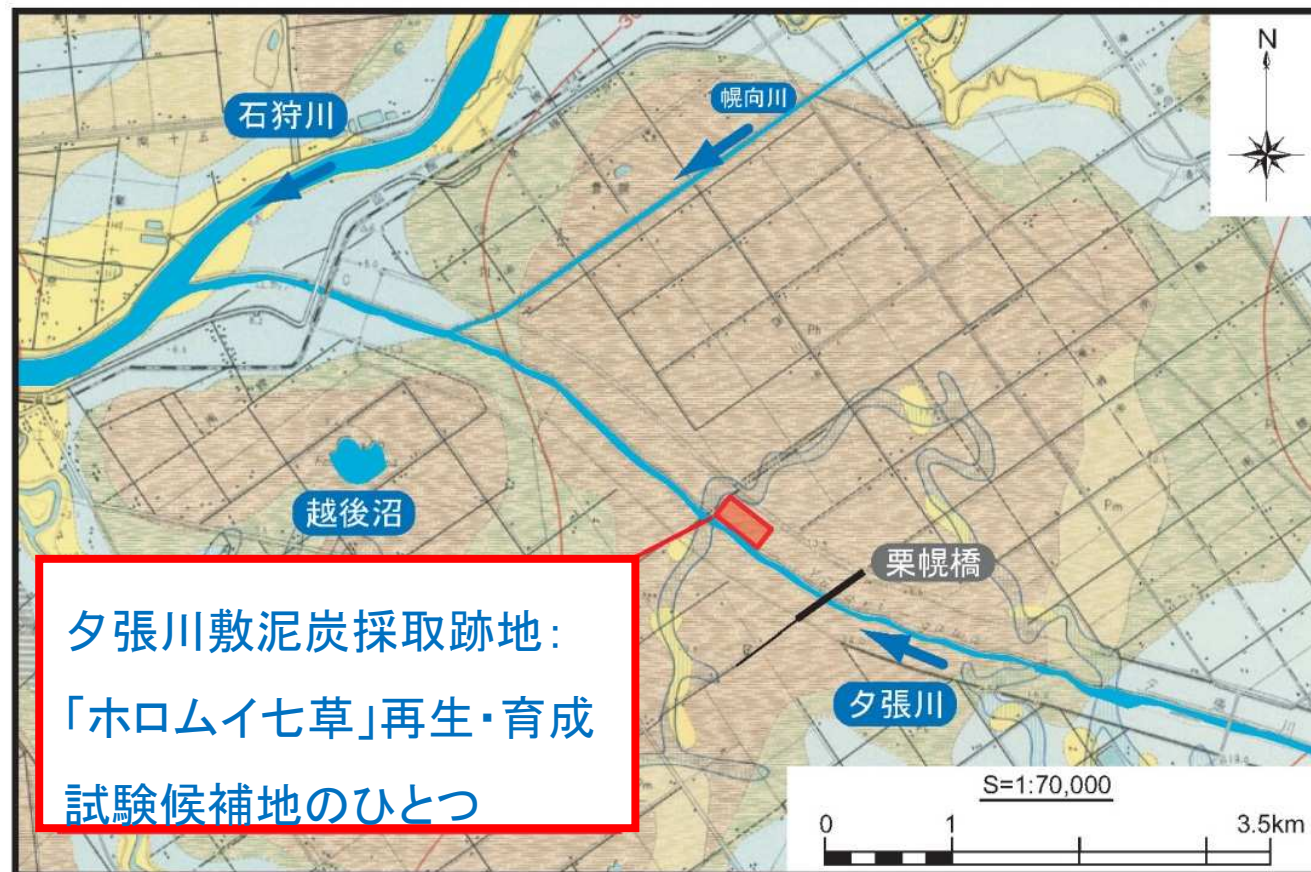 N
石狩川
幌向川
越後沼
栗幌橋
夕張川敷泥炭採取跡地：
「ホロムイ七草」再生・育成
試験候補地のひとつ
夕張川
S=1:70,000
0 1 3.5km
Ph
Pm